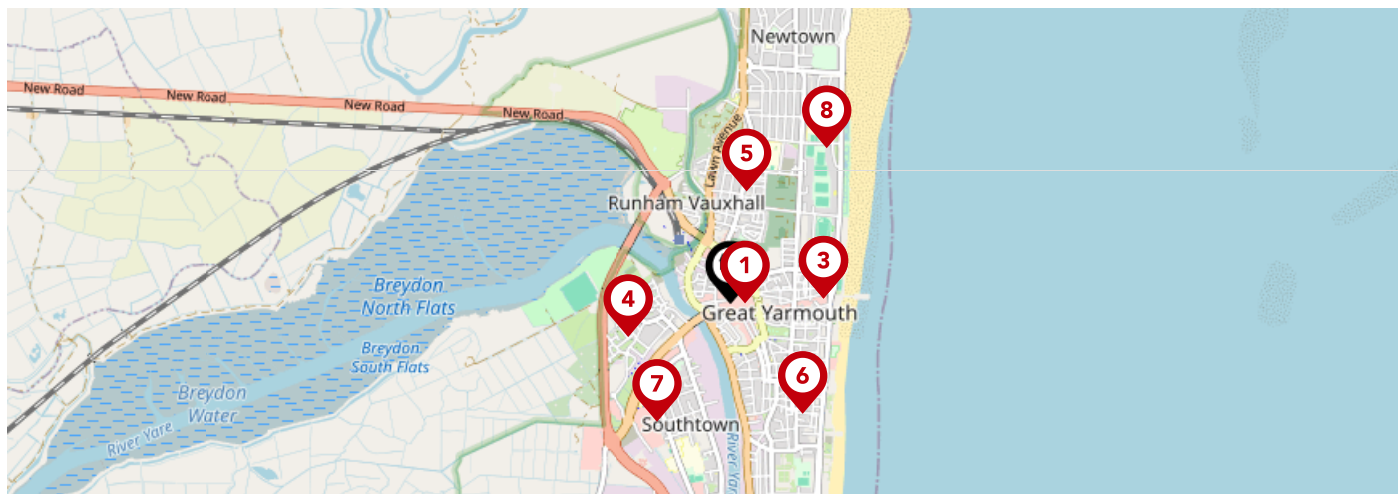 Newtown
New Road
New Road
New Road
New Road
8
Lawn Avenue
5
Runham Vauxhall
1
3
Breydon
North Flats
4
Great Yarmouth
Breydon
South Flats
6
7
Breydon
Water
Southtown
River Yare
River Yar